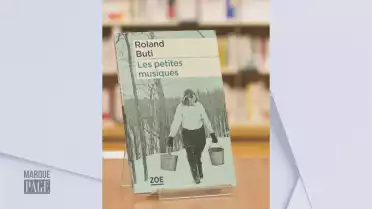 Roland
Buti
Les petites
musiques
ZOE
MARQUE
PAGE